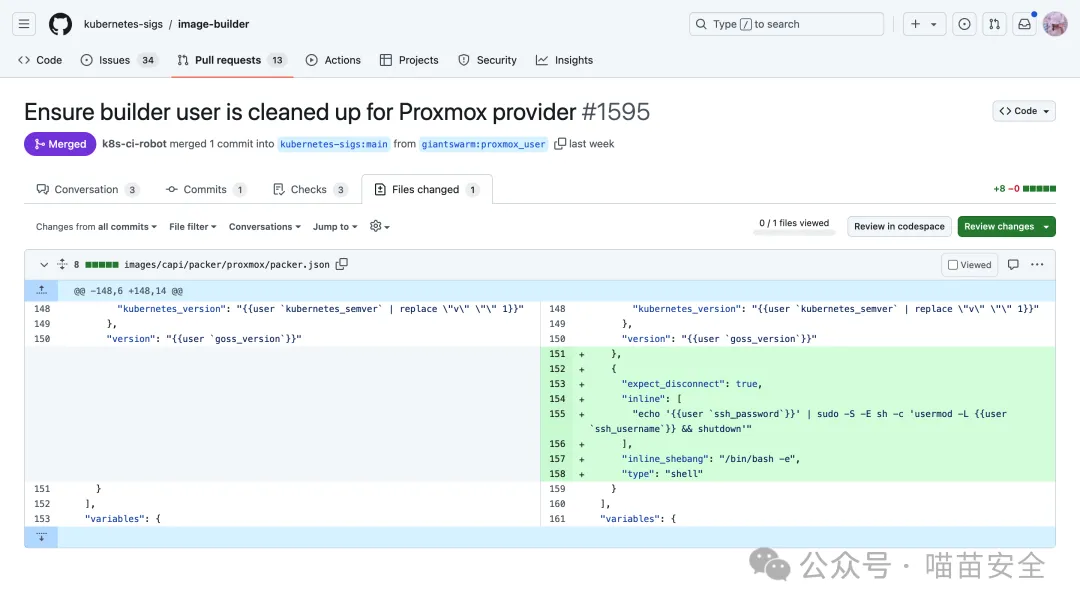 kubernetes-sigs / image-builder
Type / to search
Code
Issues 34
Pull requests 13
Actions
Projects
Security
Insights
Ensure builder user is cleaned up for Proxmox provider #1595
<> Code
Merged
k8s-ci-robot merged 1 commit into kubernetes-sigs:main from giantswarm:proxmox_user last week
Conversation 3
Commits 1
Checks 3
Files changed 1
+8 −0
Changes from all commits
File filter
Conversations
Jump to
0 / 1 files viewed
Review in codespace
Review changes
8 images/capi/packer/proxmox/packer.json
Viewed
@@ -148,6 +148,14 @@
148 "kubernetes_version": "{{user `kubernetes_semver` | replace \"v\" \"\" 1}}"
149 },
150 "version": "{{user `goss_version`}}"
151 }
152 ],
153 "variables": {
148 "kubernetes_version": "{{user `kubernetes_semver` | replace \"v\" \"\" 1}}"
149 },
150 "version": "{{user `goss_version`}}"
151 + },
152 + {
153 + "expect_disconnect": true,
154 + "inline": [
155 + "echo '{{user `ssh_password`}}' | sudo -S -E sh -c 'usermod -L {{user
`ssh_username`}} && shutdown'"
156 + ],
157 + "inline_shebang": "/bin/bash -e",
158 + "type": "shell"
159 }
160 ],
161 "variables": {
公众号 · 喵苗安全